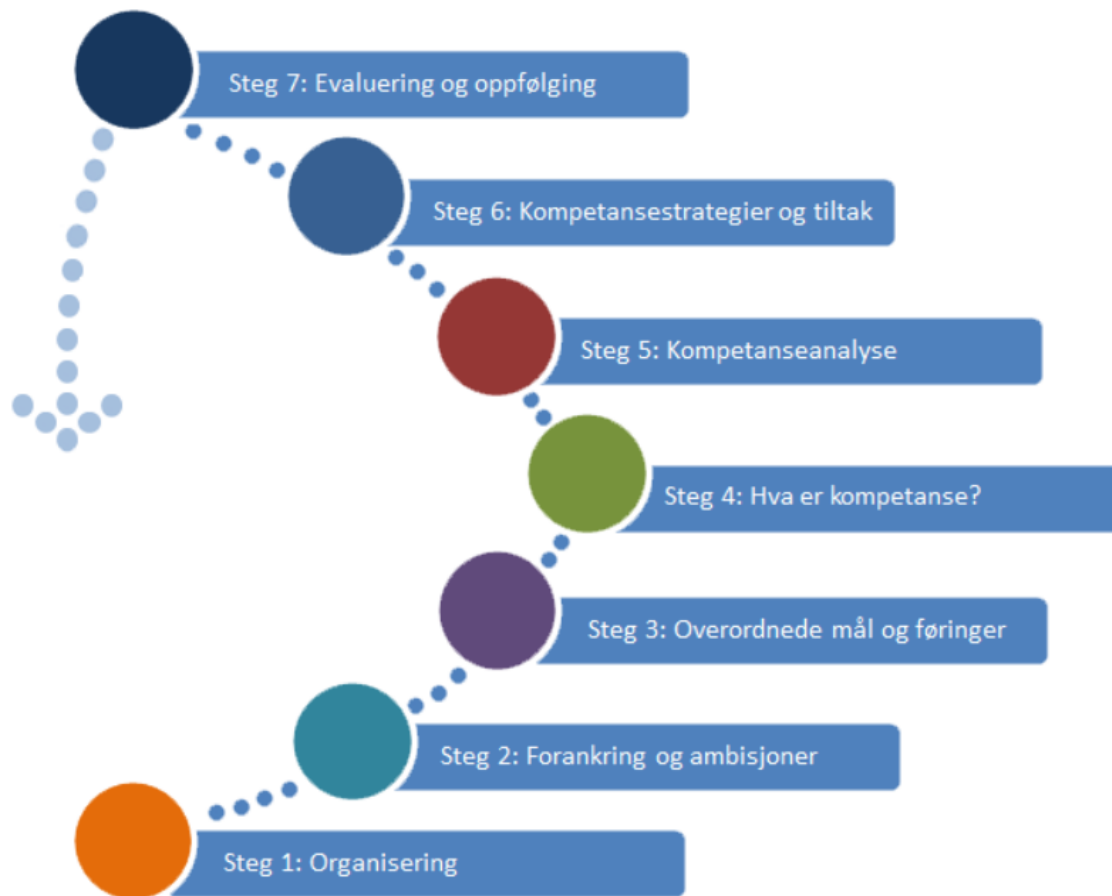 Steg 7: Evaluering og oppfølging
Steg 6: Kompetansestrategier og tiltak
Steg 5: Kompetanseanalyse
Steg 4: Hva er kompetanse?
Steg 3: Overordnede mål og føringer
Steg 2: Forankring og ambisjoner
Steg 1: Organisering